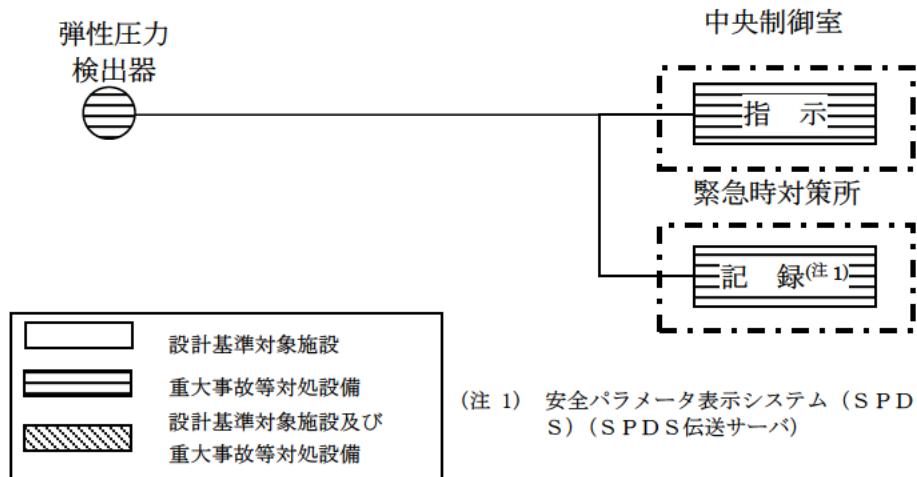 弾性圧力
検出器
中央制御室
指　示
緊急時対策所
記　録(注1)
設計基準対象施設
重大事故等対処設備
設計基準対象施設及び
重大事故等対処設備
(注 1)　安全パラメータ表示システム（ＳＰＤ
Ｓ）（ＳＰＤＳ伝送サーバ）